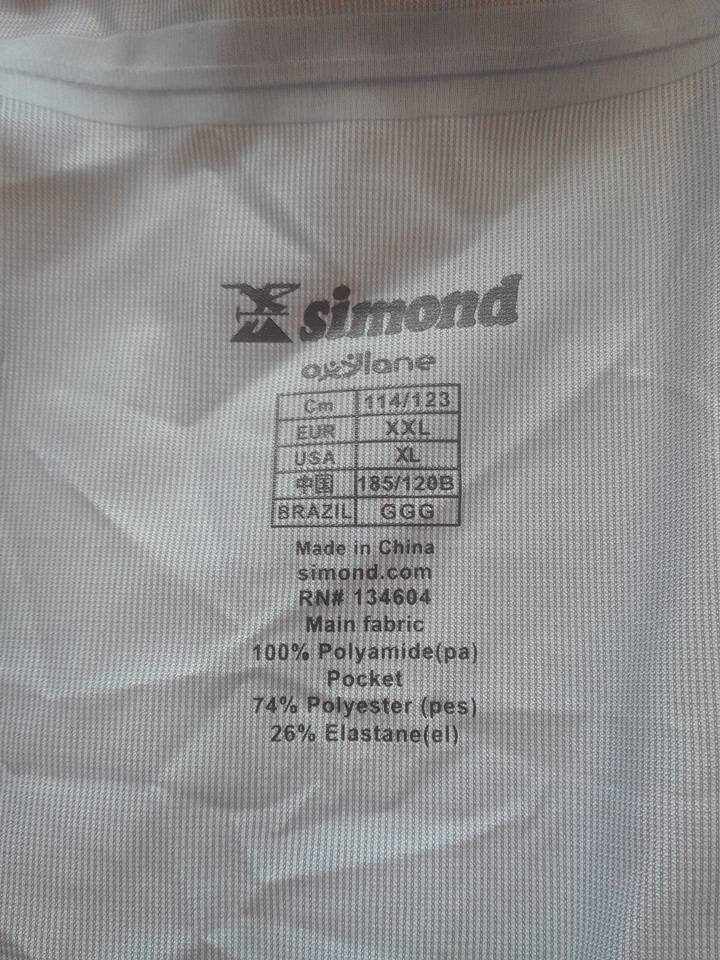 simond
oxylane
Cm 114/123
EUR XXL
USA XL
中国 185/120B
BRAZIL GGG
Made in China
simond.com
RN# 134604
Main fabric
100% Polyamide(pa)
Pocket
74% Polyester (pes)
26% Elastane(el)